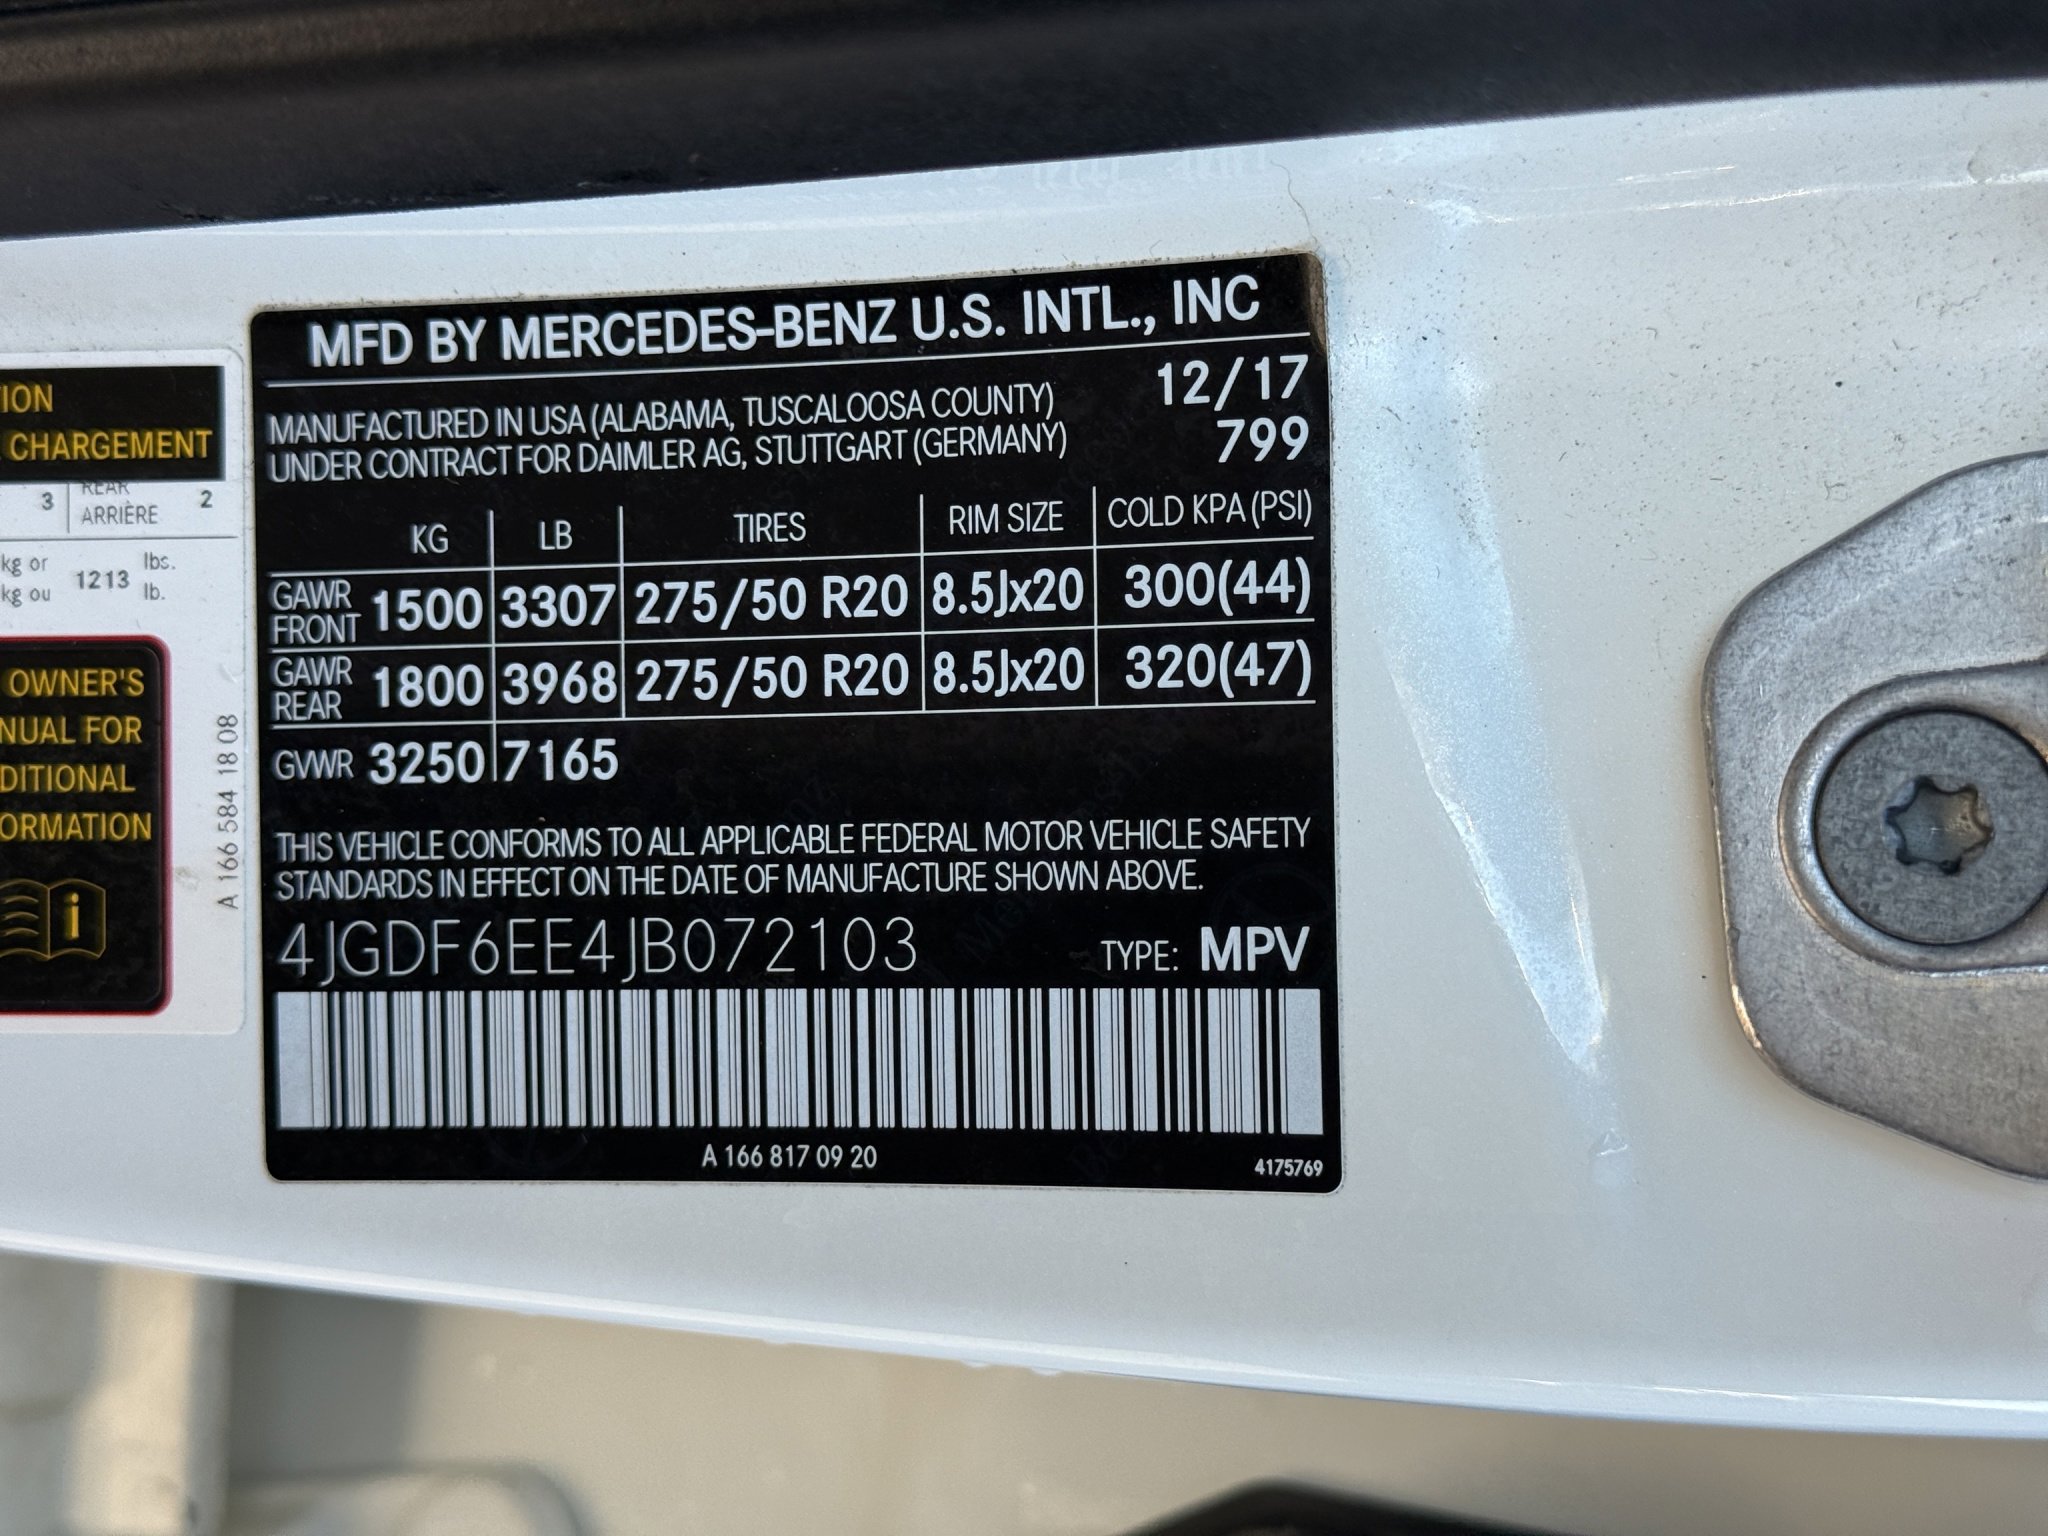 ION
CHARGEMENT
3 REAR 2
ARRIÈRE
kg or lbs.
kg ou 1213 lb.
OWNER'S
NUAL FOR
DITIONAL
ORMATION
i
A 166 584 18 08
MFD BY MERCEDES-BENZ U.S. INTL., INC
MANUFACTURED IN USA (ALABAMA, TUSCALOOSA COUNTY) 12/17
UNDER CONTRACT FOR DAIMLER AG, STUTTGART (GERMANY) 799
KG LB TIRES RIM SIZE COLD KPA (PSI)
GAWR FRONT 1500 3307 275/50 R20 8.5Jx20 300(44)
GAWR REAR 1800 3968 275/50 R20 8.5Jx20 320(47)
GVWR 3250 7165
THIS VEHICLE CONFORMS TO ALL APPLICABLE FEDERAL MOTOR VEHICLE SAFETY
STANDARDS IN EFFECT ON THE DATE OF MANUFACTURE SHOWN ABOVE.
4JGDF6EE4JB072103 TYPE: MPV
A 166 817 09 20 4175769